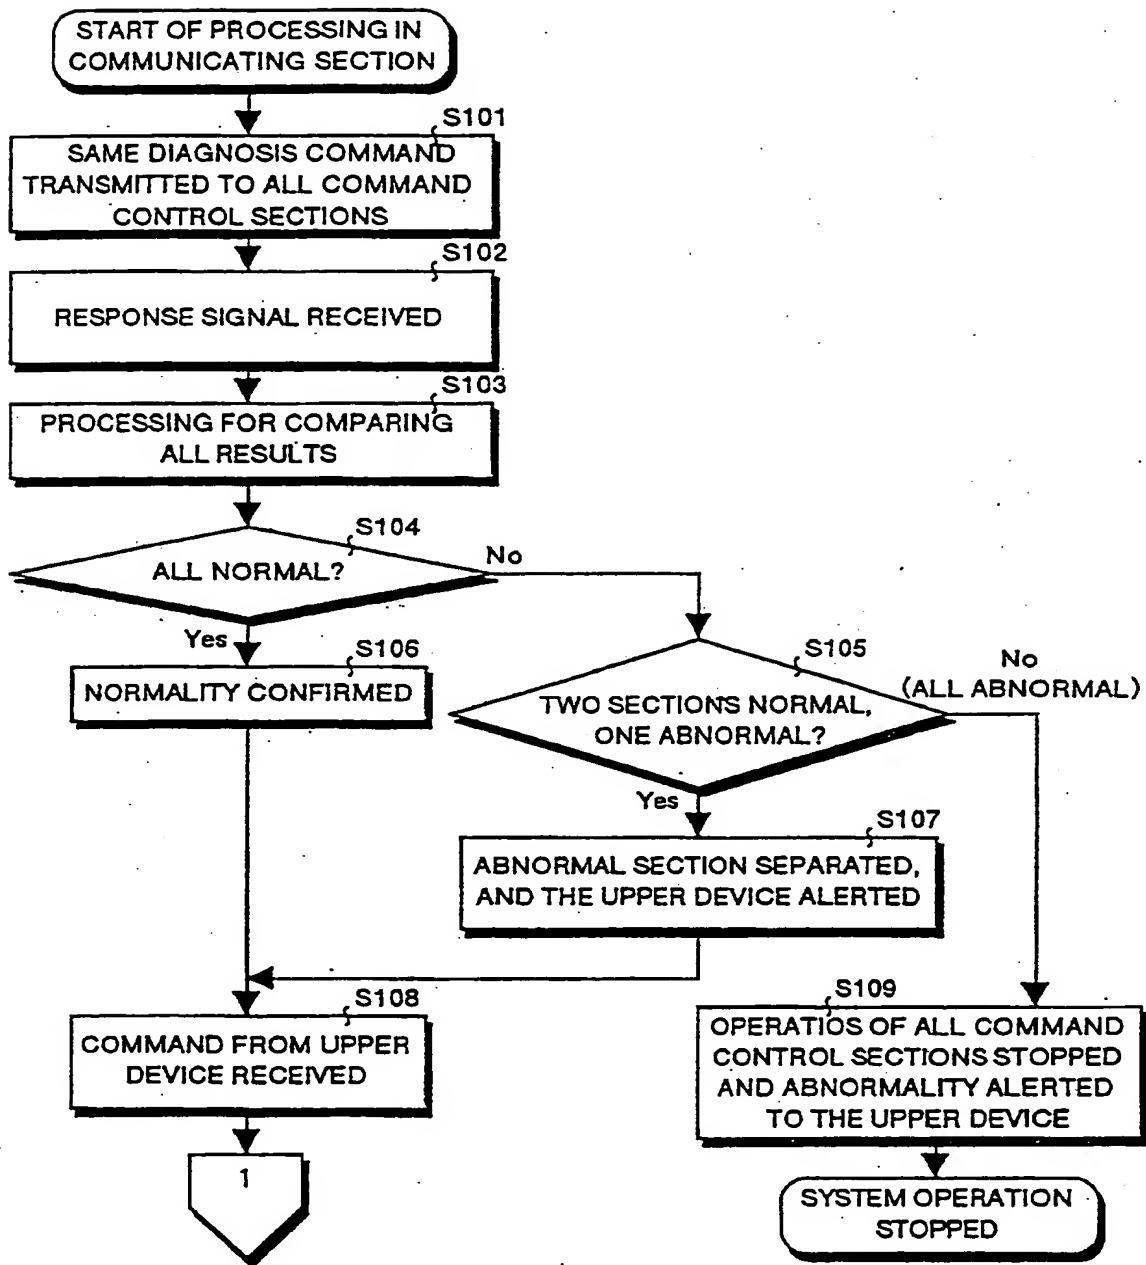 START OF PROCESSING IN
COMMUNICATING SECTION
S101
SAME DIAGNOSIS COMMAND
TRANSMITTED TO ALL COMMAND
CONTROL SECTIONS
S102
RESPONSE SIGNAL RECEIVED
S103
PROCESSING FOR COMPARING
ALL RESULTS
S104
ALL NORMAL?
No
Yes
S106
NORMALITY CONFIRMED
S105
TWO SECTIONS NORMAL,
ONE ABNORMAL?
No
(ALL ABNORMAL)
Yes
S107
ABNORMAL SECTION SEPARATED,
AND THE UPPER DEVICE ALERTED
S108
COMMAND FROM UPPER
DEVICE RECEIVED
1
S109
OPERATIOS OF ALL COMMAND
CONTROL SECTIONS STOPPED
AND ABNORMALITY ALERTED
TO THE UPPER DEVICE
SYSTEM OPERATION
STOPPED